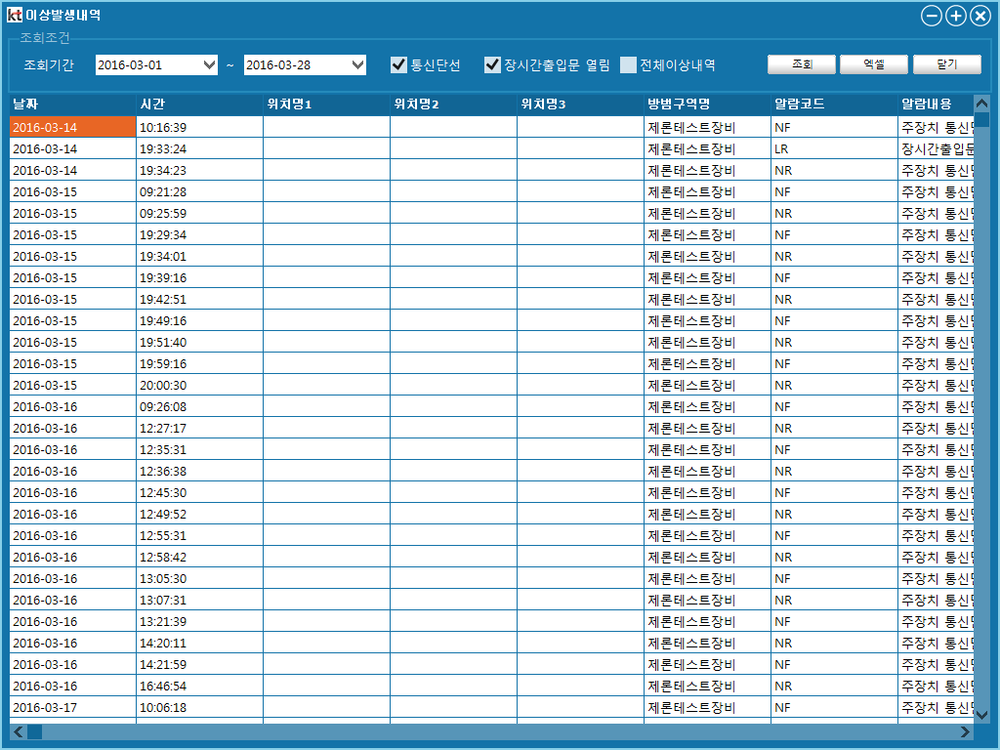 kt 이상발생내역
조회조건
조회기간 2016-03-01 ~ 2016-03-28 통신단선 장시간출입문 열림 전체이상내역 조회 엑셀 닫기
날짜 시간 위치명1 위치명2 위치명3 방범구역명 알람코드 알람내용
2016-03-14 10:16:39 제론테스트장비 NF 주장치 통신
2016-03-14 19:33:24 제론테스트장비 LR 장시간출입문
2016-03-14 19:34:23 제론테스트장비 NR 주장치 통신
2016-03-15 09:21:28 제론테스트장비 NF 주장치 통신
2016-03-15 09:25:59 제론테스트장비 NR 주장치 통신
2016-03-15 19:29:34 제론테스트장비 NF 주장치 통신
2016-03-15 19:34:01 제론테스트장비 NR 주장치 통신
2016-03-15 19:39:16 제론테스트장비 NF 주장치 통신
2016-03-15 19:42:51 제론테스트장비 NR 주장치 통신
2016-03-15 19:49:16 제론테스트장비 NF 주장치 통신
2016-03-15 19:51:40 제론테스트장비 NR 주장치 통신
2016-03-15 19:59:16 제론테스트장비 NF 주장치 통신
2016-03-15 20:00:30 제론테스트장비 NR 주장치 통신
2016-03-16 09:26:08 제론테스트장비 NF 주장치 통신
2016-03-16 12:27:17 제론테스트장비 NR 주장치 통신
2016-03-16 12:35:31 제론테스트장비 NF 주장치 통신
2016-03-16 12:36:38 제론테스트장비 NR 주장치 통신
2016-03-16 12:45:30 제론테스트장비 NF 주장치 통신
2016-03-16 12:49:52 제론테스트장비 NR 주장치 통신
2016-03-16 12:55:31 제론테스트장비 NF 주장치 통신
2016-03-16 12:58:42 제론테스트장비 NR 주장치 통신
2016-03-16 13:05:30 제론테스트장비 NF 주장치 통신
2016-03-16 13:07:31 제론테스트장비 NR 주장치 통신
2016-03-16 13:21:39 제론테스트장비 NF 주장치 통신
2016-03-16 14:20:11 제론테스트장비 NR 주장치 통신
2016-03-16 14:21:59 제론테스트장비 NF 주장치 통신
2016-03-16 16:46:54 제론테스트장비 NR 주장치 통신
2016-03-17 10:06:18 제론테스트장비 NF 주장치 통신